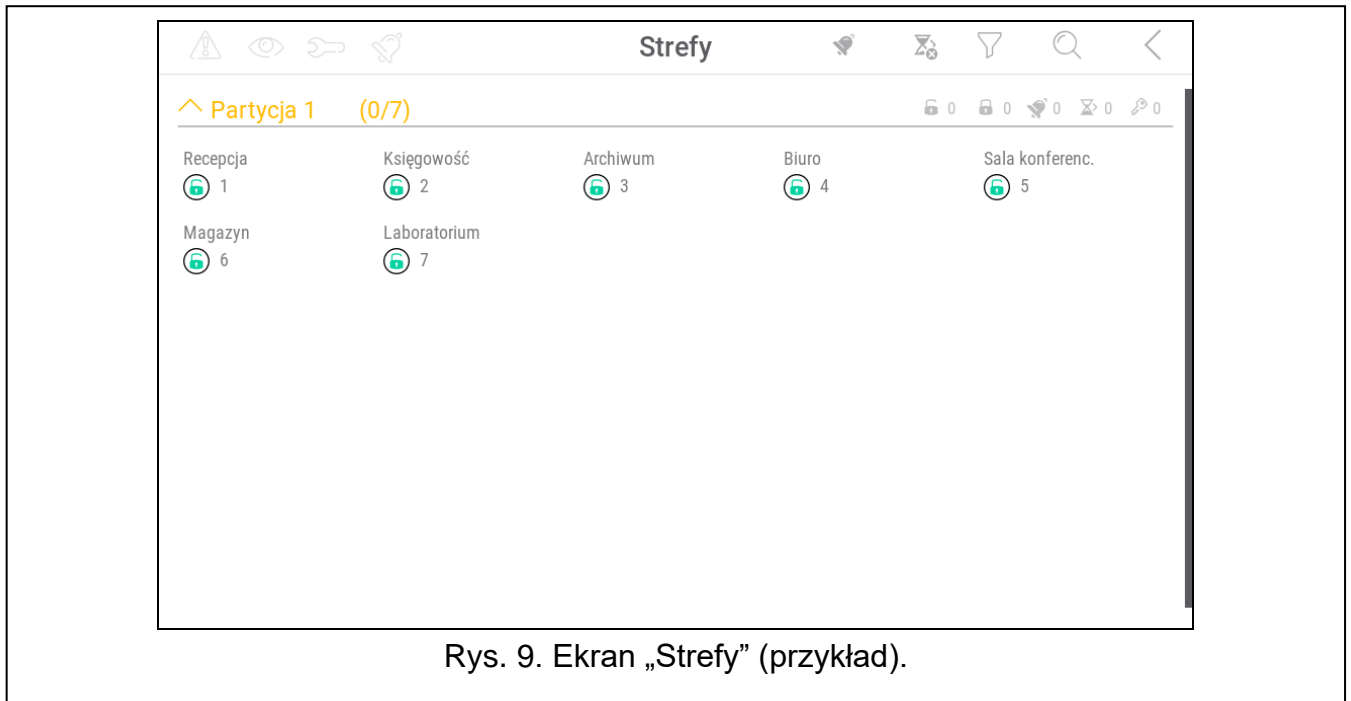 Strefy
Partycja 1 (0/7)
0 0 0 0 0
Recepcja Księgowość Archiwum Biuro Sala konferenc.
1 2 3 4 5
Magazyn Laboratorium
6 7
Rys. 9. Ekran „Strefy” (przykład).